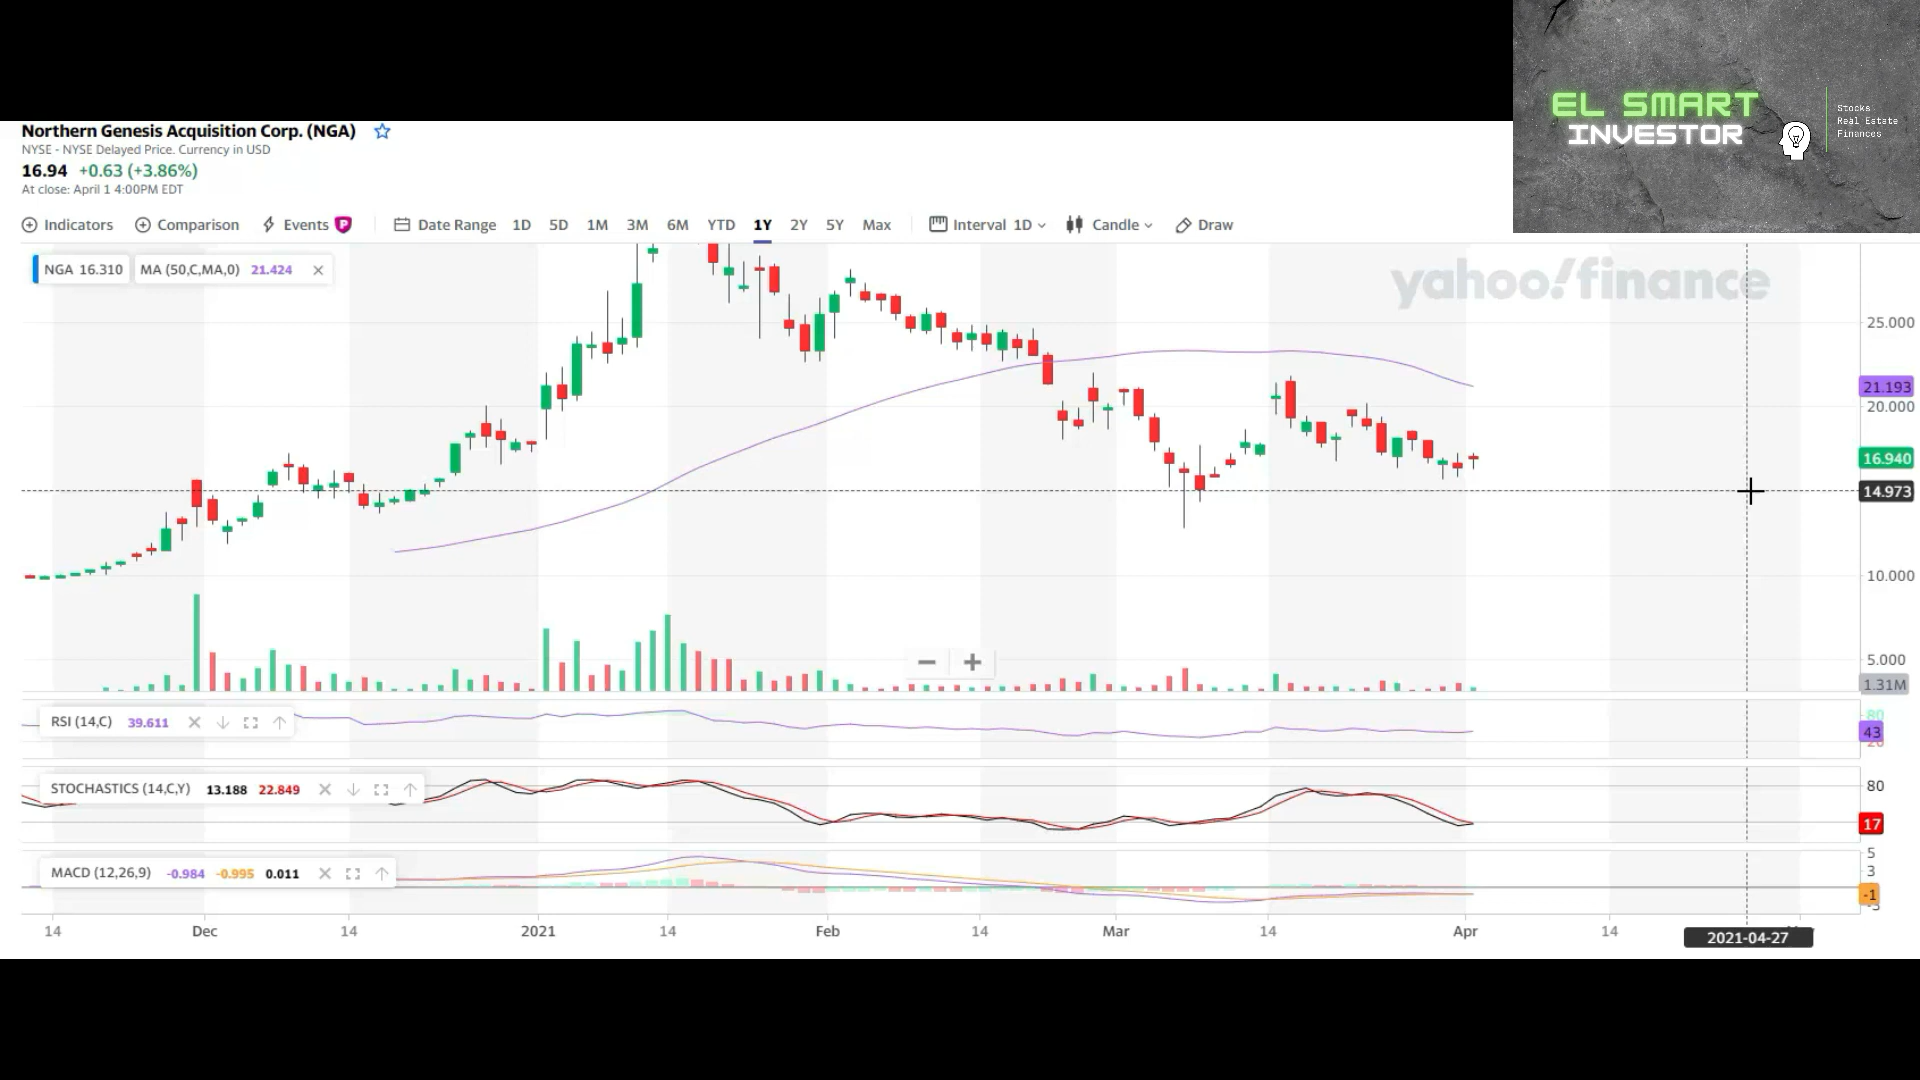 EL SMART
INVESTOR
Stocks
Real Estate
Finances
Northern Genesis Acquisition Corp. (NGA)
NYSE - NYSE Delayed Price. Currency in USD
16.94 +0.63 (+3.86%)
At close: April 1 4:00PM EDT
Indicators Comparison Events P Date Range 1D 5D 1M 3M 6M YTD 1Y 2Y 5Y Max Interval 1D Candle Draw
NGA 16.310 MA (50,C,MA,0) 21.424
yahoo!finance
25.000
21.193
20.000
16.940
14.973
10.000
5.000
1.31M
RSI (14,C) 39.611
80
43
20
STOCHASTICS (14,C,Y) 13.188 22.849
80
17
MACD (12,26,9) -0.984 -0.995 0.011
5
3
-1
-3
14 Dec 14 2021 14 Feb 14 Mar 14 Apr 14
2021-04-27